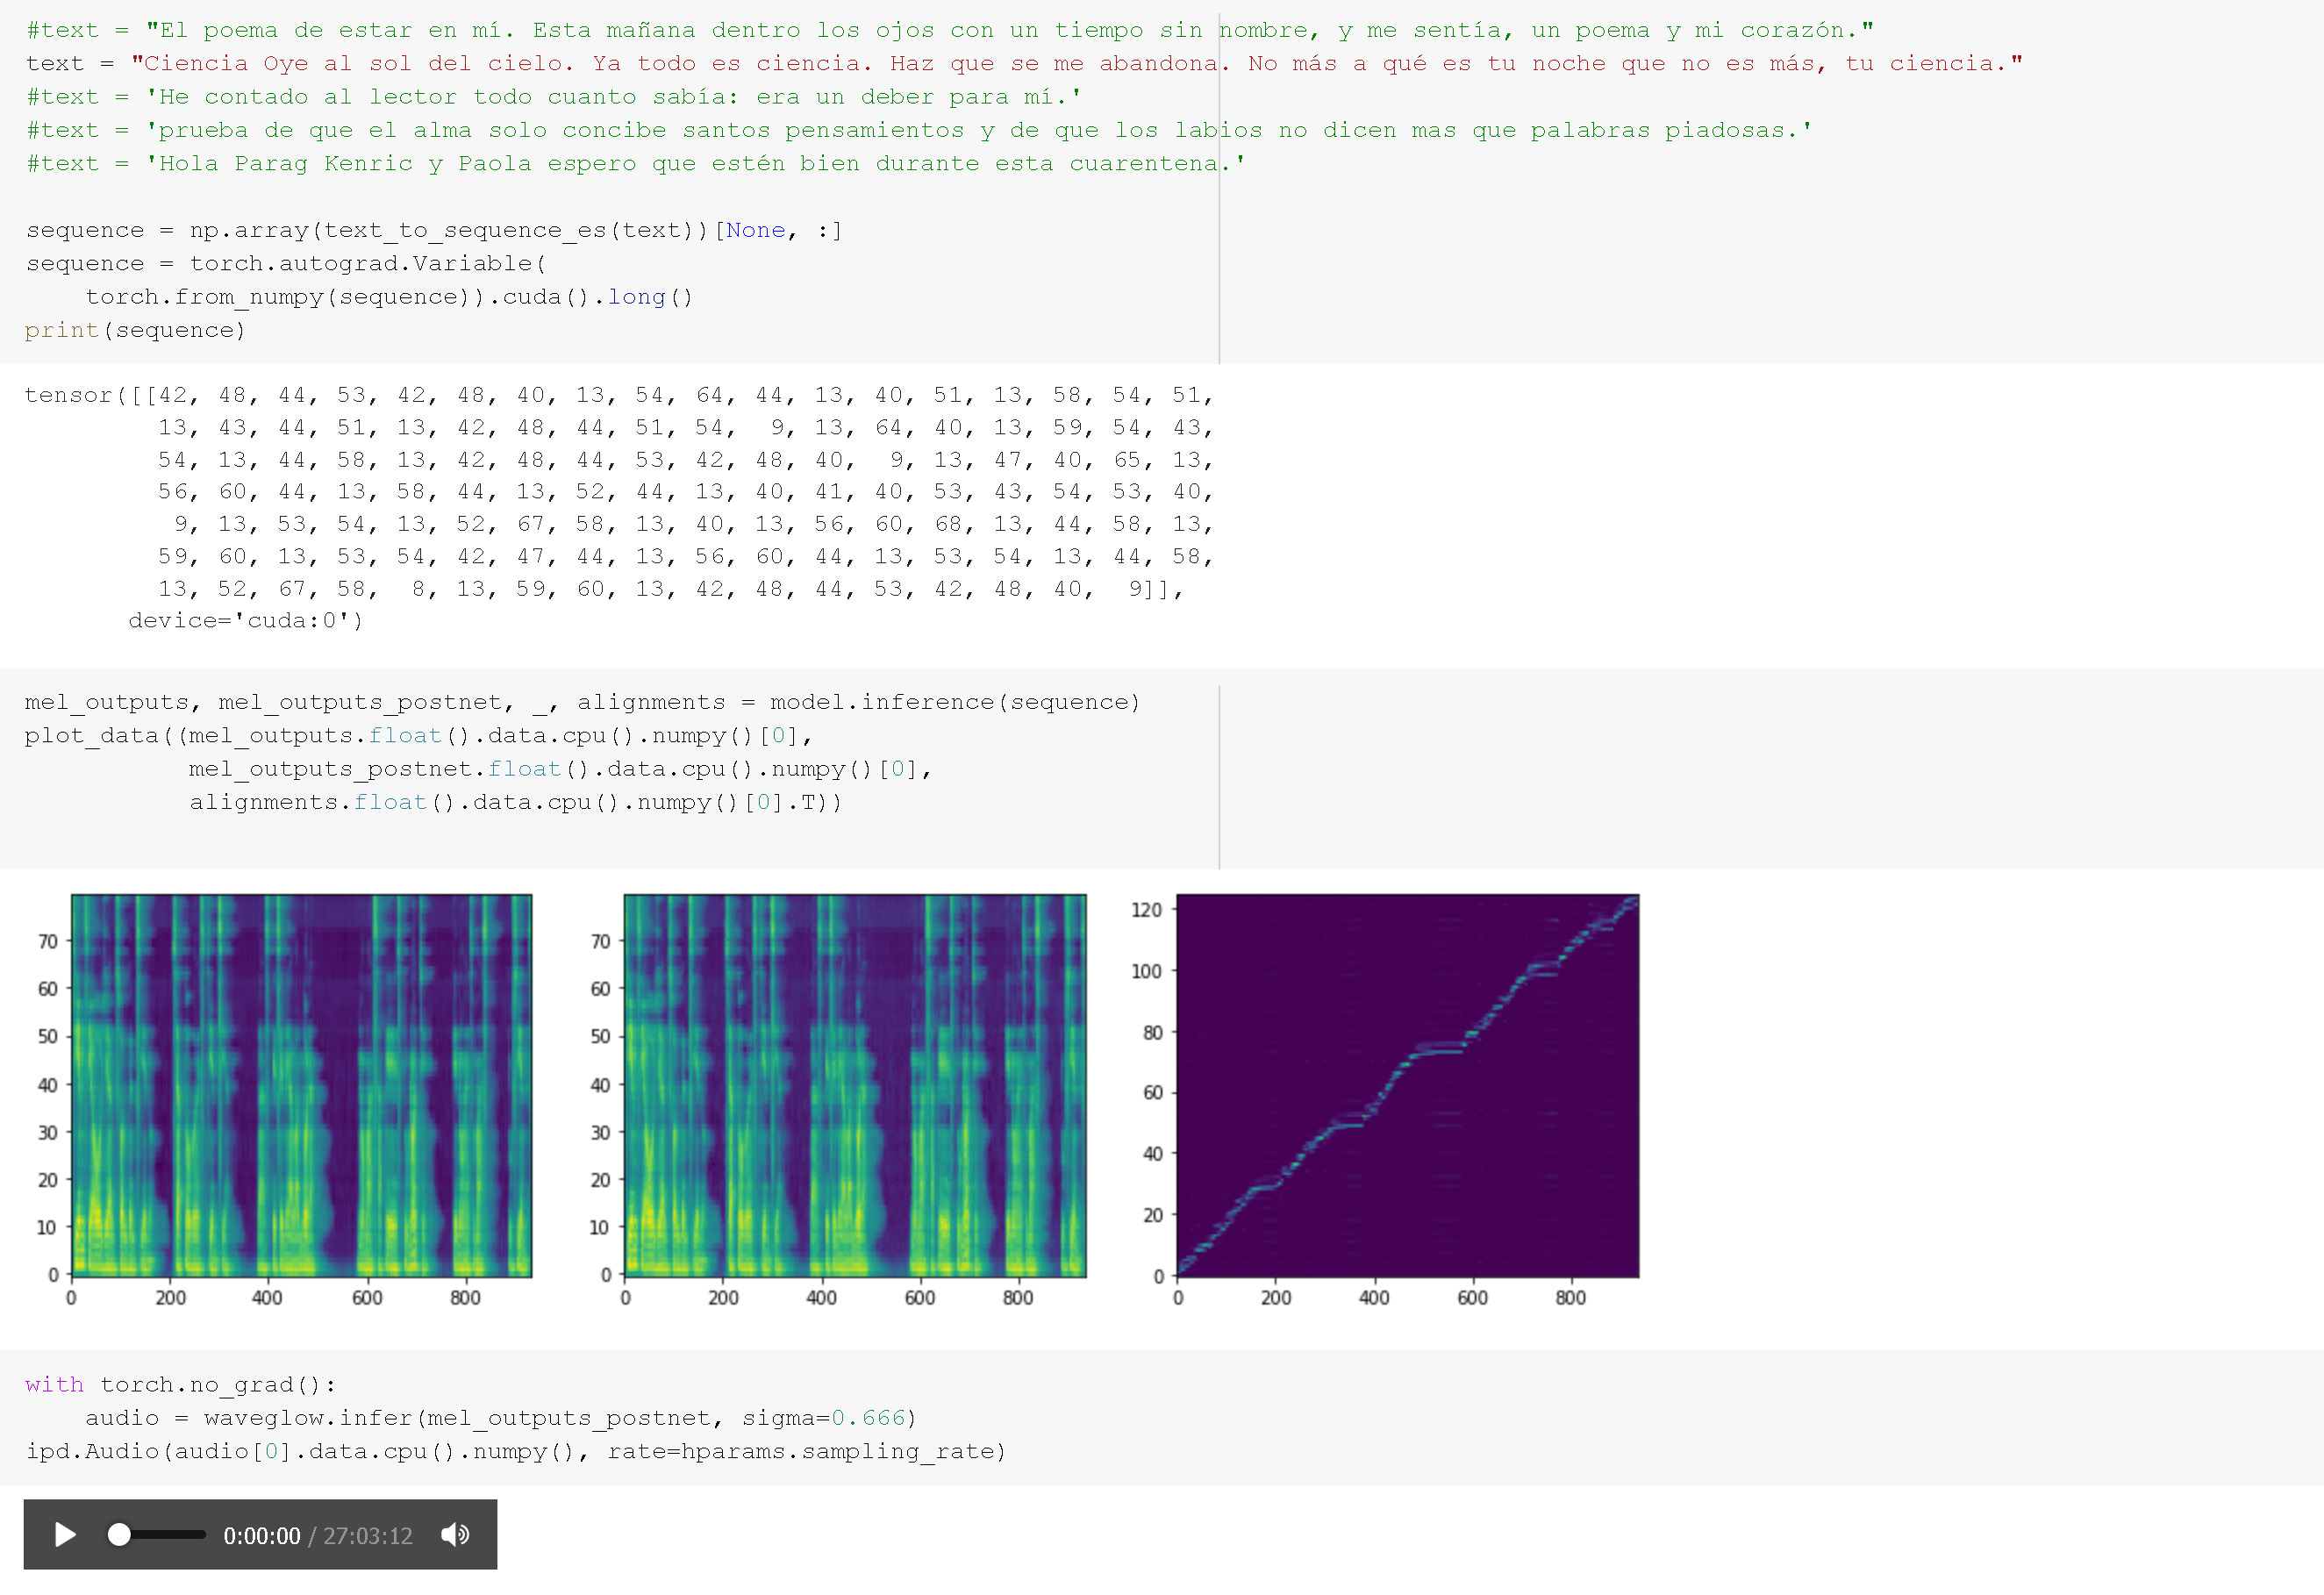 #text = "El poema de estar en mí. Esta mañana dentro los ojos con un tiempo sin nombre, y me sentía, un poema y mi corazón."
text = "Ciencia Oye al sol del cielo. Ya todo es ciencia. Haz que se me abandona. No más a qué es tu noche que no es más, tu ciencia."
#text = 'He contado al lector todo cuanto sabía: era un deber para mí.'
#text = 'prueba de que el alma solo concibe santos pensamientos y de que los labios no dicen mas que palabras piadosas.'
#text = 'Hola Parag Kenric y Paola espero que estén bien durante esta cuarentena.'
sequence = np.array(text_to_sequence_es(text))[None, :]
sequence = torch.autograd.Variable(
    torch.from_numpy(sequence)).cuda().long()
print(sequence)
tensor([[42, 48, 44, 53, 42, 48, 40, 13, 54, 64, 44, 13, 40, 51, 13, 58, 54, 51,
         13, 43, 44, 51, 13, 42, 48, 44, 51, 54,  9, 13, 64, 40, 13, 59, 54, 43,
         54, 13, 44, 58, 13, 42, 48, 44, 53, 42, 48, 40,  9, 13, 47, 40, 65, 13,
         56, 60, 44, 13, 58, 44, 13, 52, 44, 13, 40, 41, 40, 53, 43, 54, 53, 40,
          9, 13, 53, 54, 13, 52, 67, 58, 13, 40, 13, 56, 60, 68, 13, 44, 58, 13,
         59, 60, 13, 53, 54, 42, 47, 44, 13, 56, 60, 44, 13, 53, 54, 13, 44, 58,
         13, 52, 67, 58,  8, 13, 59, 60, 13, 42, 48, 44, 53, 42, 48, 40,  9]],
       device='cuda:0')
mel_outputs, mel_outputs_postnet, _, alignments = model.inference(sequence)
plot_data((mel_outputs.float().data.cpu().numpy()[0],
           mel_outputs_postnet.float().data.cpu().numpy()[0],
           alignments.float().data.cpu().numpy()[0].T))
70
60
50
40
30
20
10
0
0 200 400 600 800
70
60
50
40
30
20
10
0
0 200 400 600 800
120
100
80
60
40
20
0
0 200 400 600 800
with torch.no_grad():
    audio = waveglow.infer(mel_outputs_postnet, sigma=0.666)
ipd.Audio(audio[0].data.cpu().numpy(), rate=hparams.sampling_rate)
0:00:00 / 27:03:12